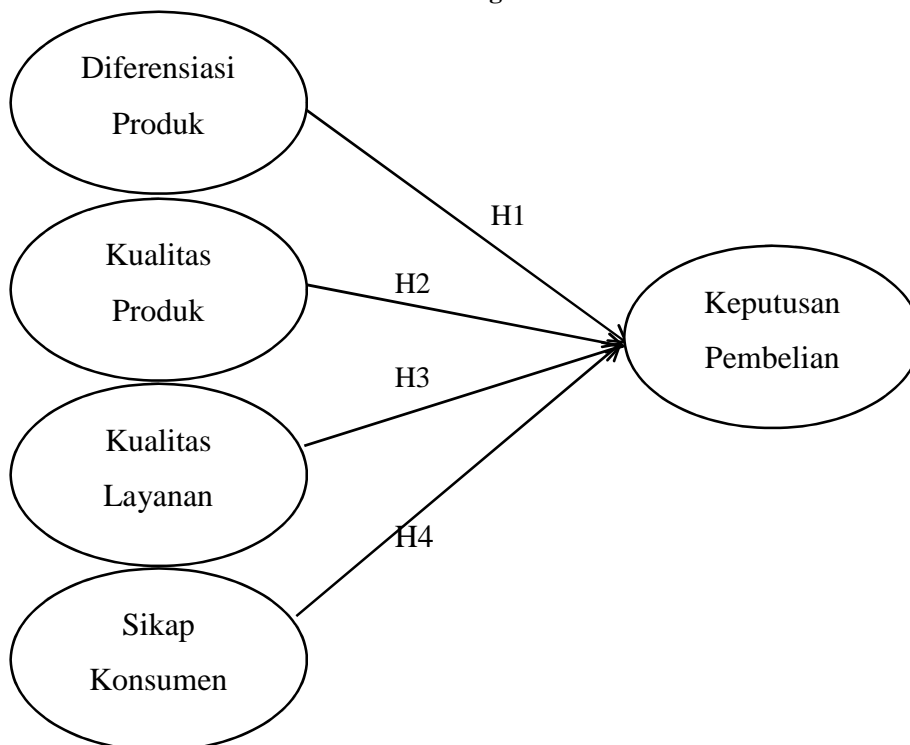 Diferensiasi
Produk
H1
Kualitas
Produk
H2
Keputusan
Pembelian
H3
Kualitas
Layanan
H4
Sikap
Konsumen